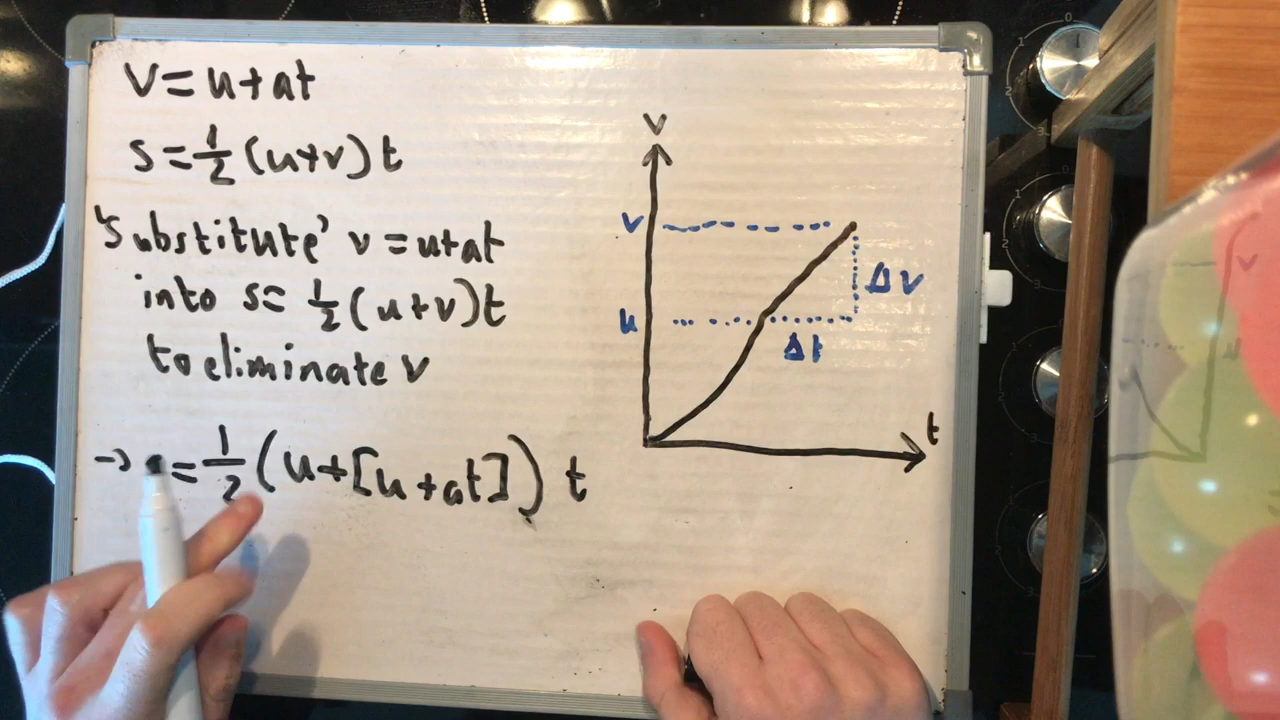 v=u+at
s=½(u+v)t
'Substitute' v=u+at
into s=½(u+v)t
to eliminate v
→ =½(u+[u+at])t
v
v
Δv
u
Δt
t